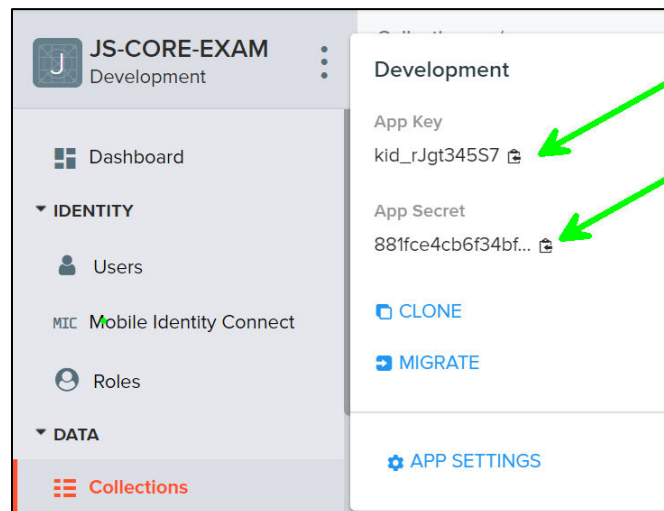 J
JS-CORE-EXAM
Development
Dashboard
IDENTITY
Users
MIC Mobile Identity Connect
Roles
DATA
Collections
Development
App Key
kid_rJgt345S7
App Secret
881fce4cb6f34bf...
CLONE
MIGRATE
APP SETTINGS